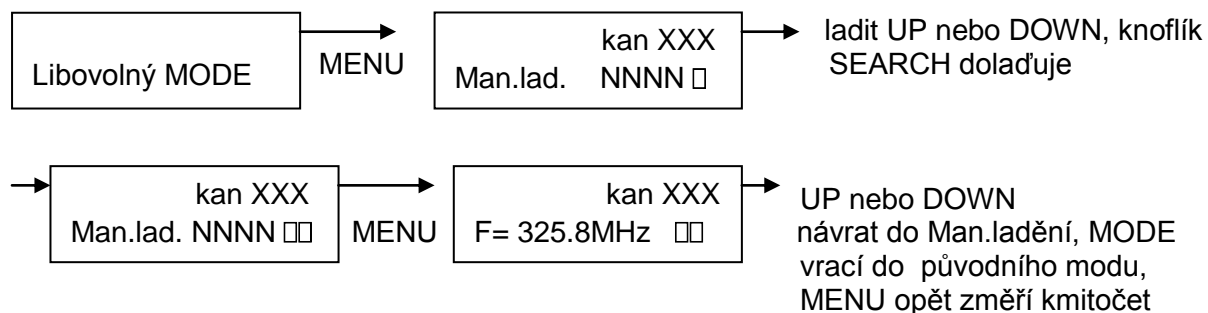 Libovolný MODE
MENU
kan XXX
Man.lad. NNNN
ladit UP nebo DOWN, knoflík
SEARCH dolaďuje
kan XXX
Man.lad. NNNN
MENU
kan XXX
F= 325.8MHz
UP nebo DOWN
návrat do Man.ladění, MODE
vrací do původního modu,
MENU opět změří kmitočet